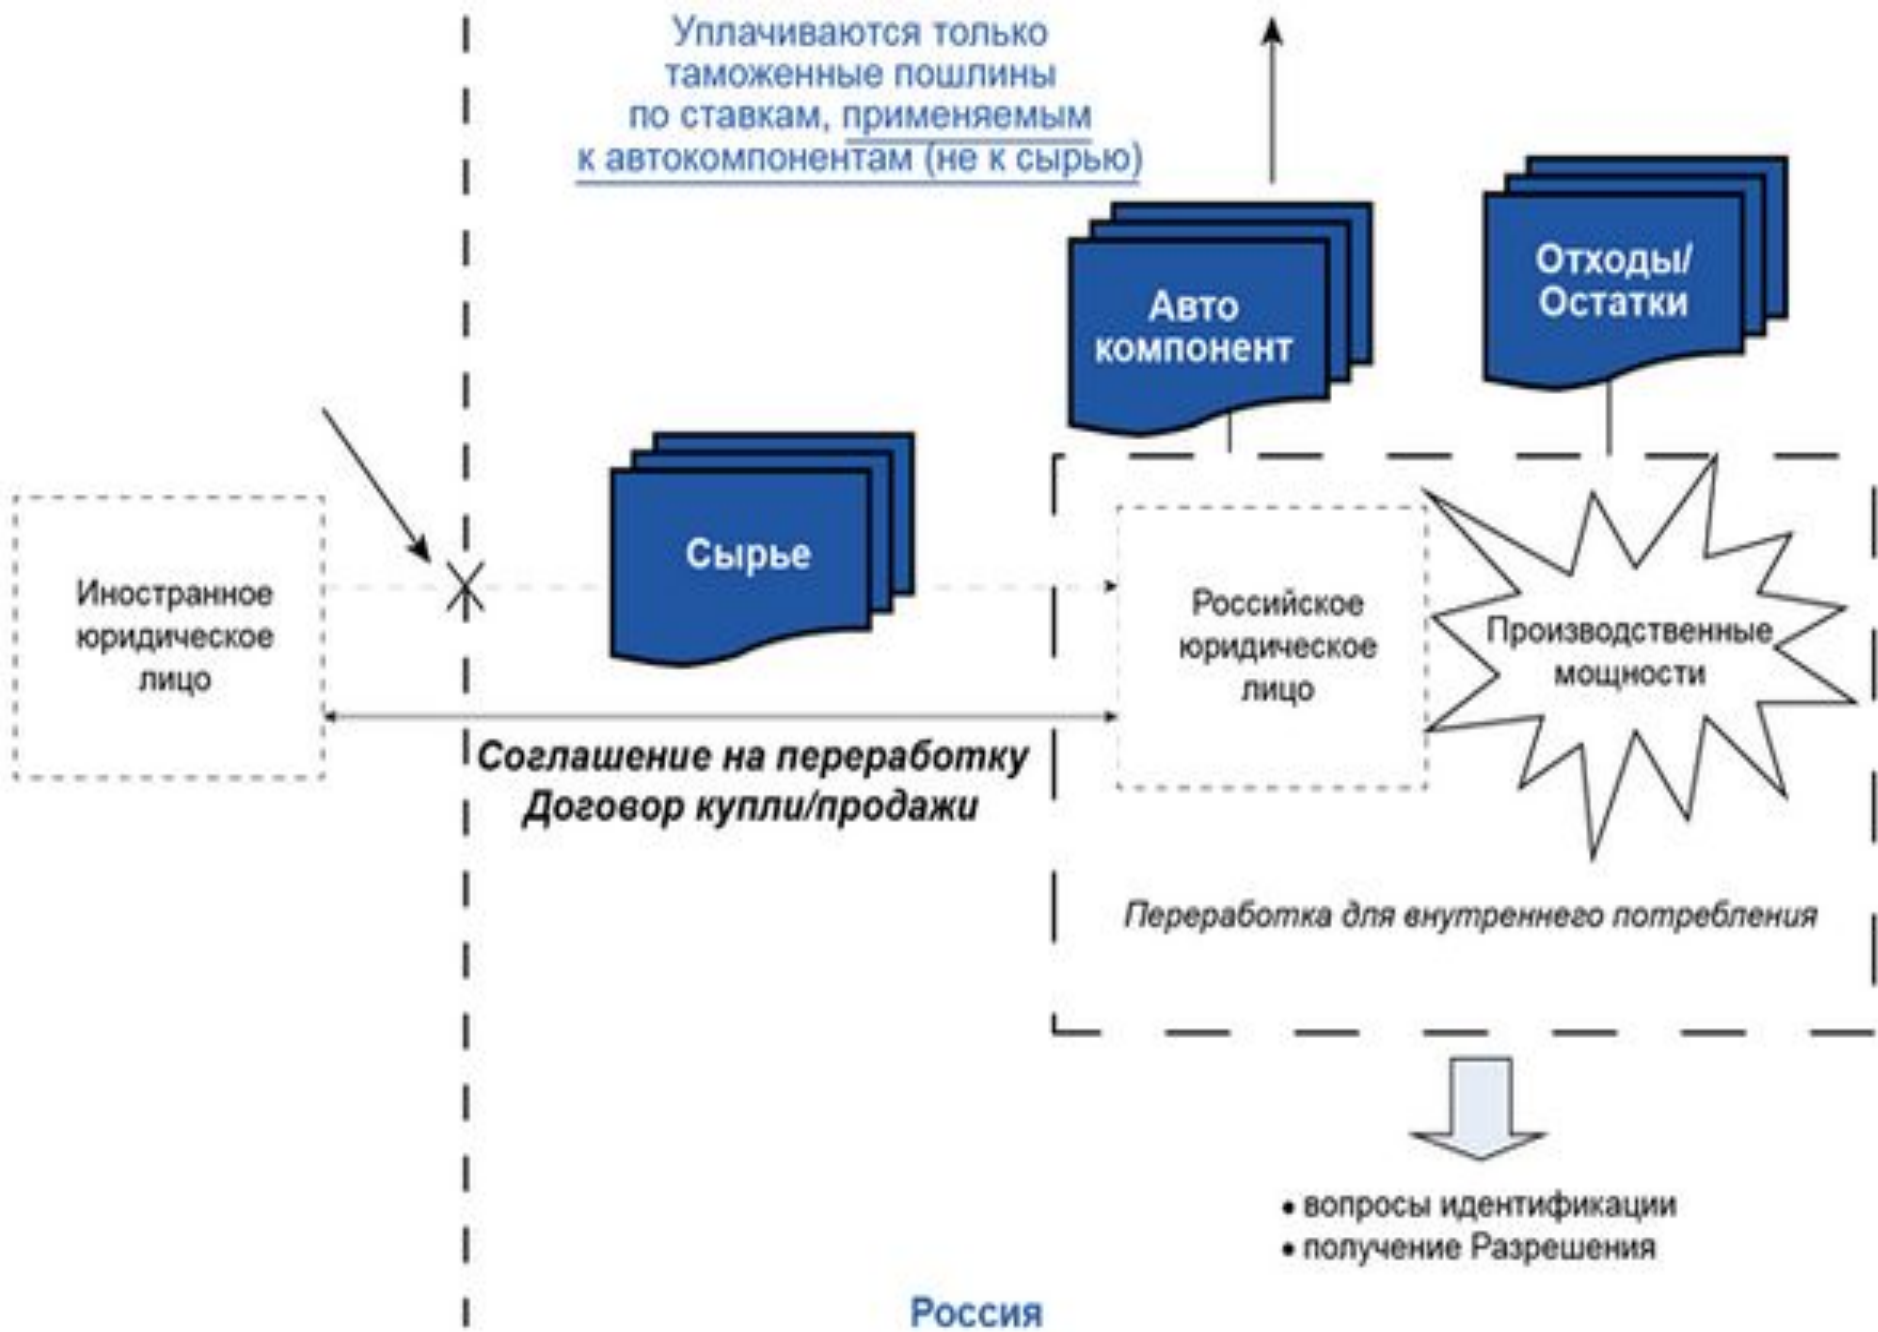 Уплачиваются только
таможенные пошлины
по ставкам, применяемым
к автокомпонентам (не к сырью)
Отходы/
Остатки
Авто
компонент
Сырье
Иностранное
юридическое
лицо
Российское
юридическое
лицо
Производственные
мощности
Соглашение на переработку
Договор купли/продажи
Переработка для внутреннего потребления
• вопросы идентификации
• получение Разрешения
Россия